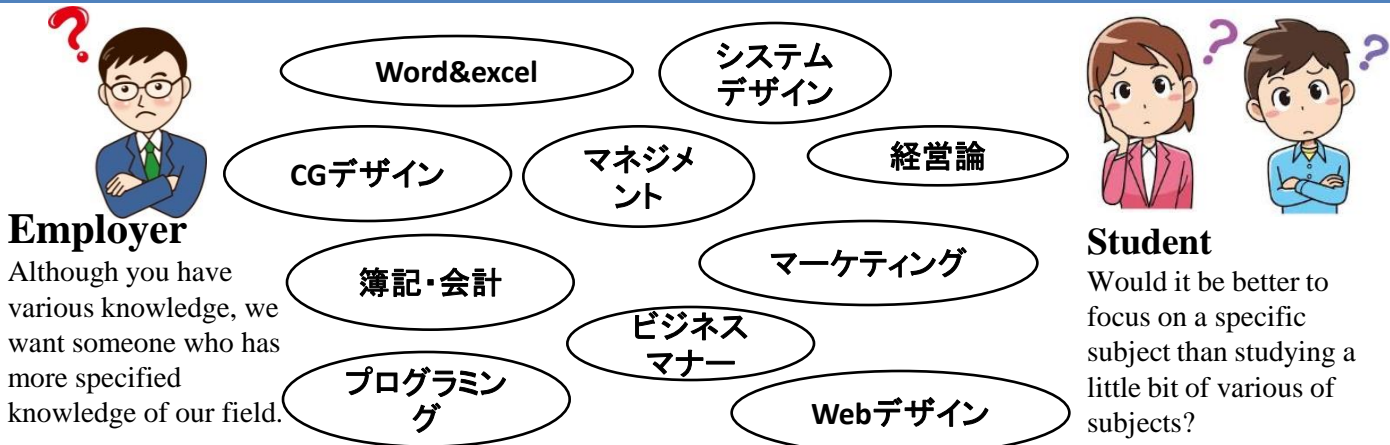 ?
Employer
Although you have
various knowledge, we
want someone who has
more specified
knowledge of our field.
Word&excel
システム
デザイン
CGデザイン
マネジメ
ント
経営論
簿記・会計
マーケティング
ビジネス
マナー
プログラミン
グ
Webデザイン
? ?
Student
Would it be better to
focus on a specific
subject than studying a
little bit of various of
subjects?